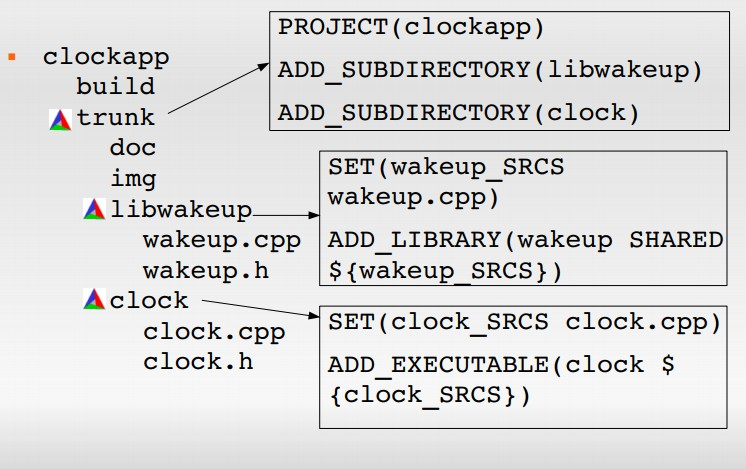 clockapp
build
trunk
doc
img
libwakeup
wakeup.cpp
wakeup.h
clock
clock.cpp
clock.h
PROJECT(clockapp)
ADD_SUBDIRECTORY(libwakeup)
ADD_SUBDIRECTORY(clock)
SET(wakeup_SRCS
wakeup.cpp)
ADD_LIBRARY(wakeup SHARED
${wakeup_SRCS})
SET(clock_SRCS clock.cpp)
ADD_EXECUTABLE(clock $
{clock_SRCS})